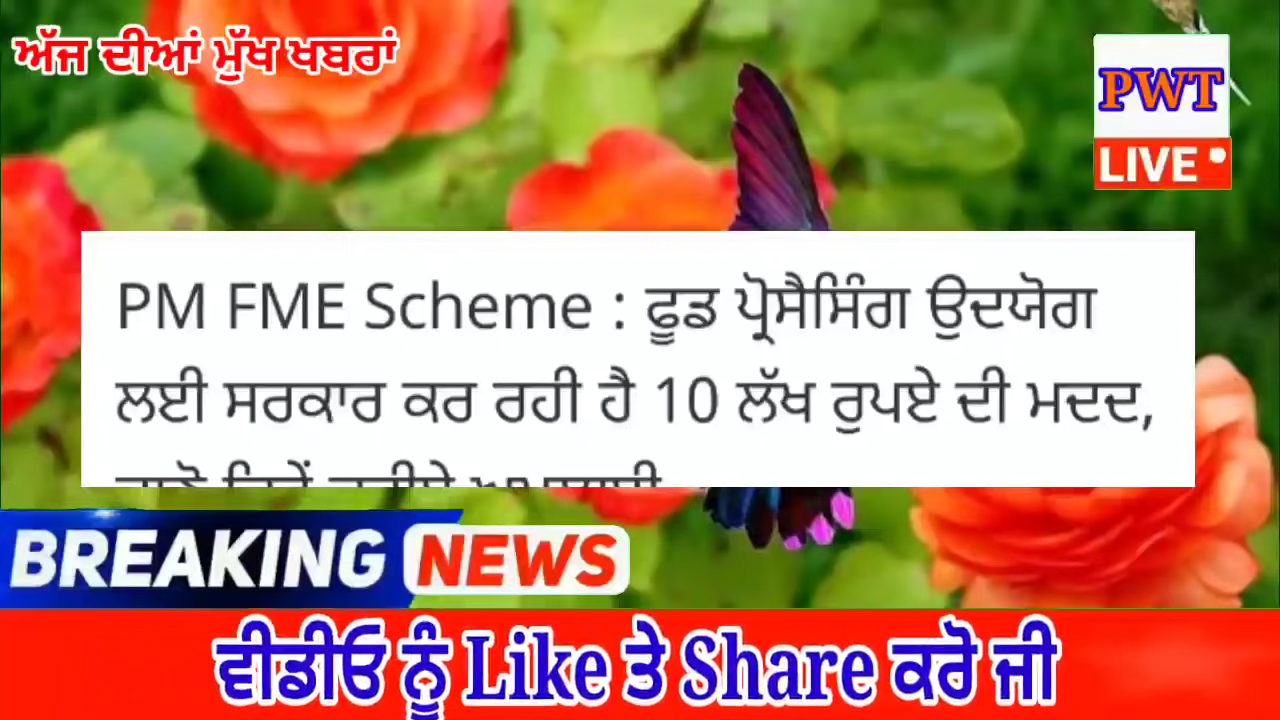 ਅੱਜ ਦੀਆਂ ਮੁੱਖ ਖਬਰਾਂ
PWT
LIVE
PM FME Scheme : ਫੂਡ ਪ੍ਰੋਸੈਸਿੰਗ ਉਦਯੋਗ
ਲਈ ਸਰਕਾਰ ਕਰ ਰਹੀ ਹੈ 10 ਲੱਖ ਰੁਪਏ ਦੀ ਮਦਦ,
BREAKING NEWS
ਵੀਡੀਓ ਨੂੰ Like ਤੇ Share ਕਰੋ ਜੀ